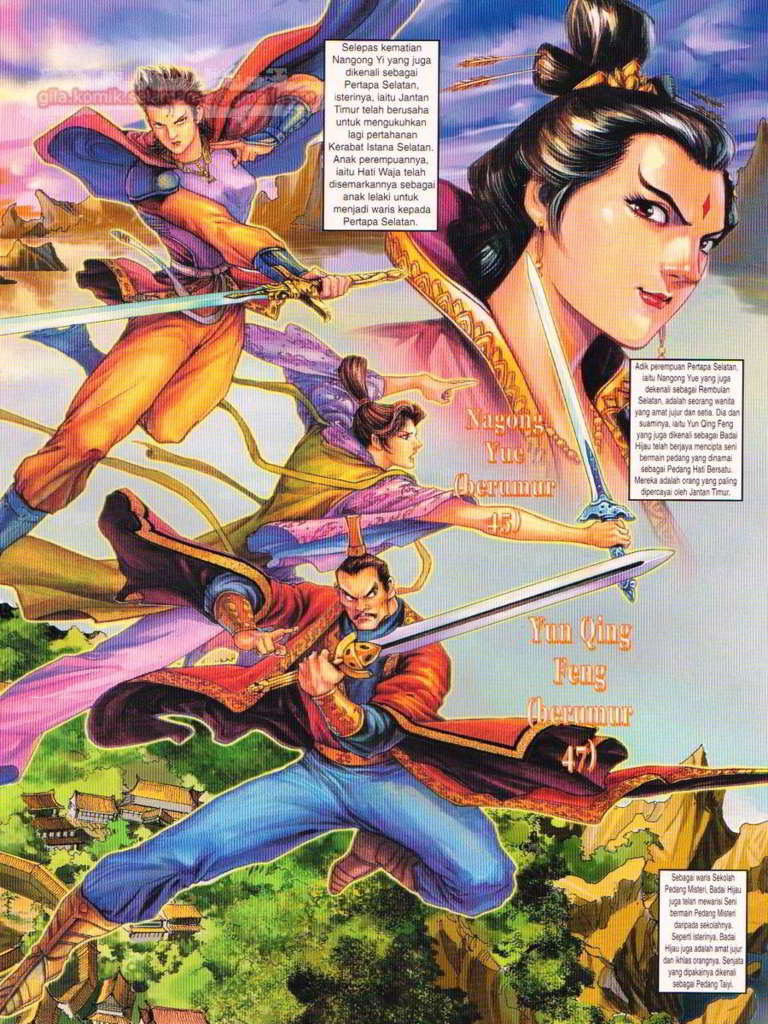 Selepas kematian
Nangong Yi yang juga
dikenali sebagai
Pertapa Selatan,
isterinya, iaitu Jantan
Timur telah berusaha
untuk mengukuhkan
lagi pertahanan
Kerabat Istana Selatan.
Anak perempuannya,
iaitu Hati Waja telah
disemarkannya sebagai
anak lelaki untuk
menjadi waris kepada
Pertapa Selatan.
Adik perempuan Pertapa Selatan,
iaitu Nangong Yue yang juga
dekenali sebagai Rembulan
Selatan, adalah seorang wanita
yang amat jujur dan setia. Dia dan
suaminya, iaitu Yun Qing Feng
yang juga dikenali sebagai Badai
Hijau telah berjaya mencipta seni
bermain pedang yang dinamai
sebagai Pedang Hati Bersatu.
Mereka adalah orang yang paling
dipercayai oleh Jantan Timur.
Nagong
Yue
(berumur
45)
Yun Qing
Feng
(berumur
47)
Sebagai waris Sekolah
Pedang Misteri, Badai Hijau
juga telah mewarisi Seni
bermain Pedang Misteri
daripada sekolahnya.
Seperti isterinya, Badai
Hijau juga adalah amat jujur
dan ikhlas orangnya. Senjata
yang dipakainya dikenali
sebagai Pedang Taiyi.